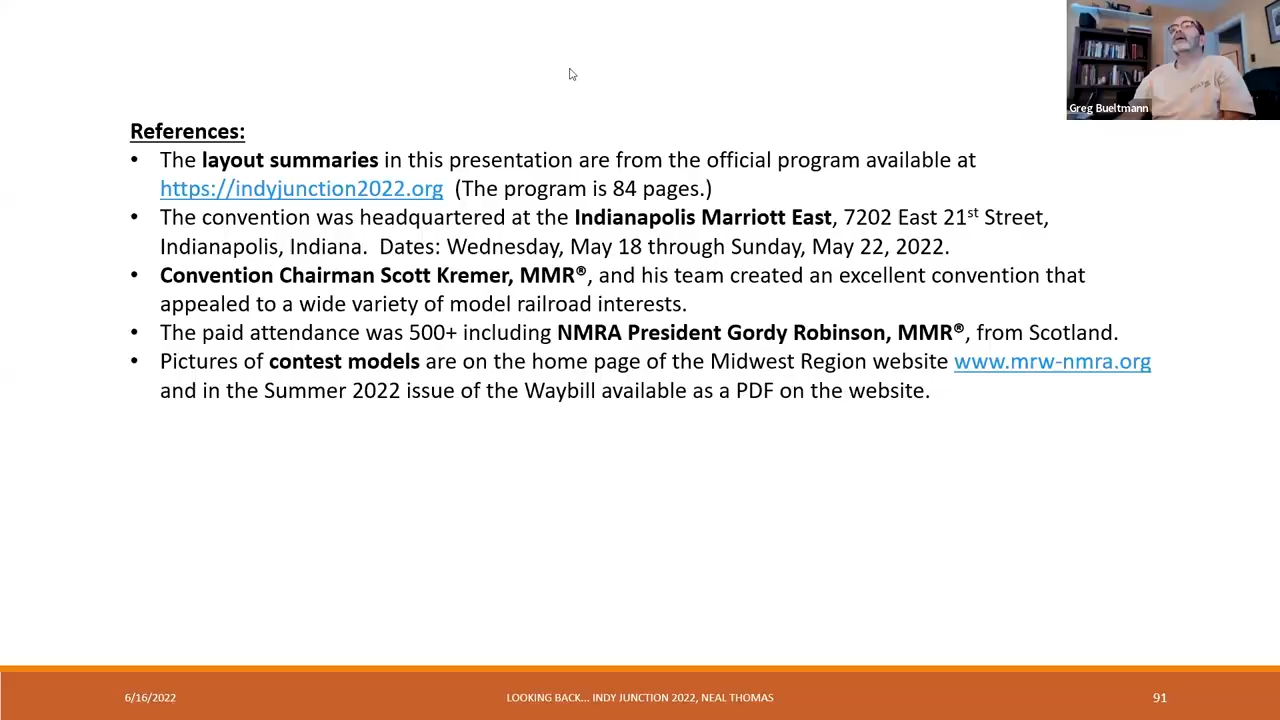 Greg Bueltmann
References:
• The layout summaries in this presentation are from the official program available at
https://indyjunction2022.org (The program is 84 pages.)
• The convention was headquartered at the Indianapolis Marriott East, 7202 East 21st Street,
Indianapolis, Indiana. Dates: Wednesday, May 18 through Sunday, May 22, 2022.
• Convention Chairman Scott Kremer, MMR®, and his team created an excellent convention that
appealed to a wide variety of model railroad interests.
• The paid attendance was 500+ including NMRA President Gordy Robinson, MMR®, from Scotland.
• Pictures of contest models are on the home page of the Midwest Region website www.mrw-nmra.org
and in the Summer 2022 issue of the Waybill available as a PDF on the website.
6/16/2022 LOOKING BACK... INDY JUNCTION 2022, NEAL THOMAS 91